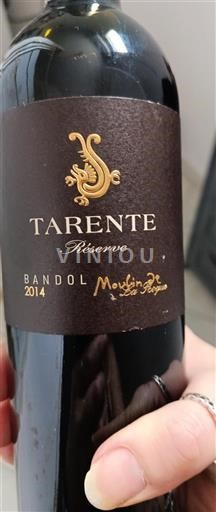 TARENTE
Réserve
VINIOU
BANDOL Moulin de
2014 La Roque